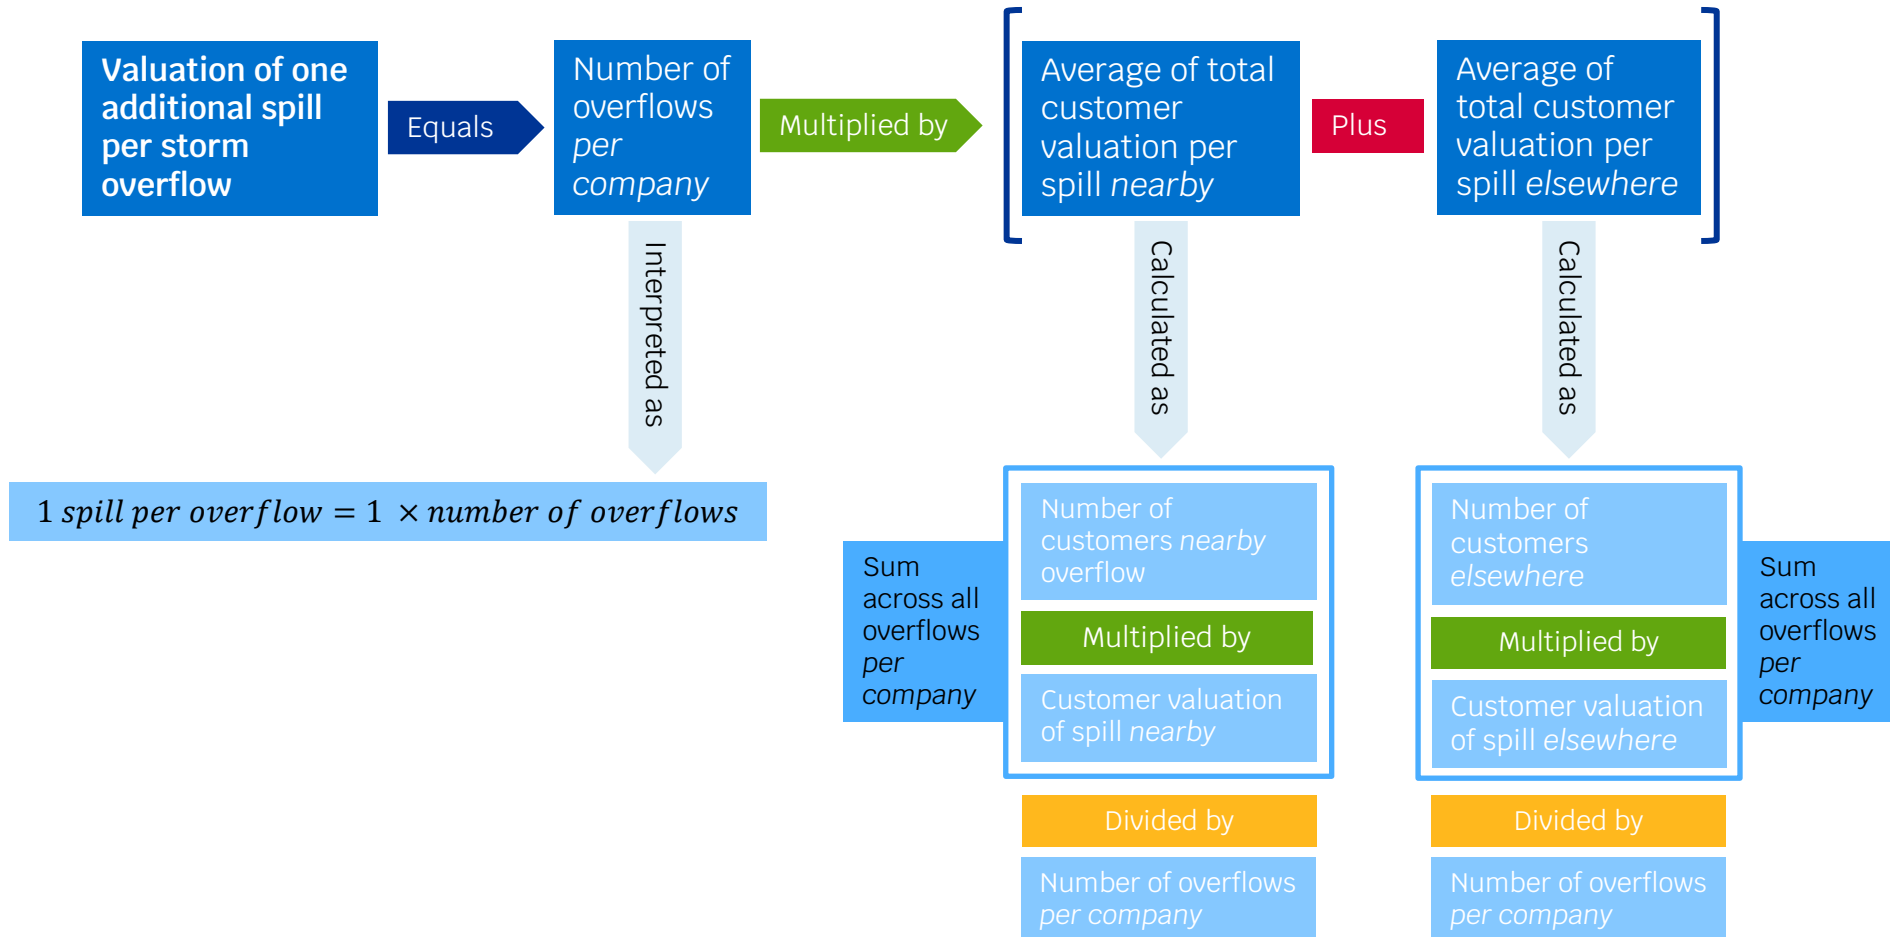 Valuation of one
additional spill
per storm
overflow
Equals
Number of
overflows
per
company
Multiplied by
Average of total
customer
valuation per
spill nearby
Plus
Average of
total customer
valuation per
spill elsewhere
Interpreted as
Calculated as
Calculated as
1 spill per overflow = 1 × number of overflows
Sum
across all
overflows
per
company
Number of
customers nearby
overflow
Multiplied by
Customer valuation
of spill nearby
Divided by
Number of overflows
per company
Number of
customers
elsewhere
Multiplied by
Customer valuation
of spill elsewhere
Divided by
Number of overflows
per company
Sum
across all
overflows
per
company